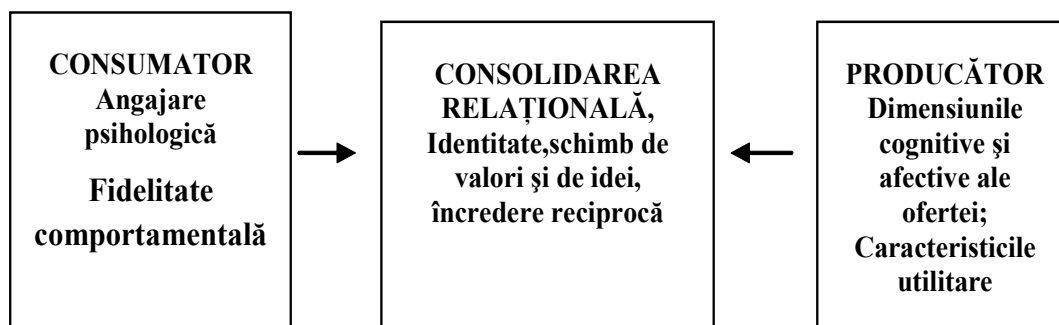 CONSUMATOR
Angajare
psihologică
Fidelitate
comportamentală
CONSOLIDAREA
RELAȚIONALĂ,
Identitate,schimb de
valori şi de idei,
încredere reciprocă
PRODUCĂTOR
Dimensiunile
cognitive şi
afective ale
ofertei;
Caracteristicile
utilitare